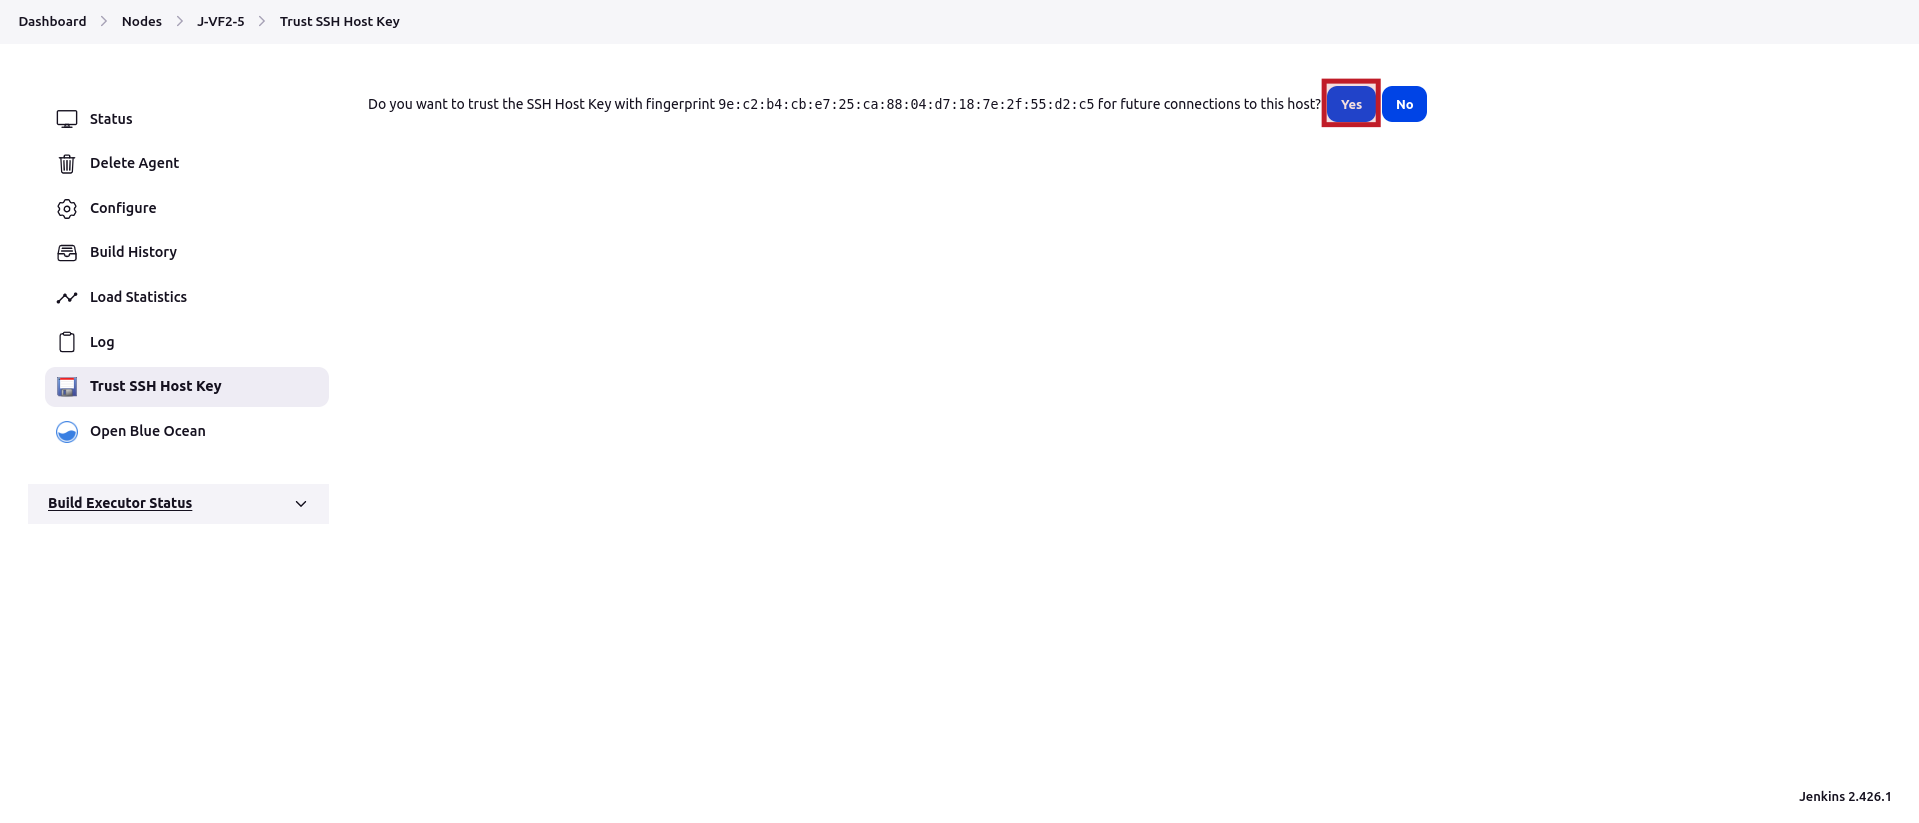 Dashboard > Nodes > J-VF2-5 > Trust SSH Host Key
Do you want to trust the SSH Host Key with fingerprint 9e:c2:b4:cb:e7:25:ca:88:04:d7:18:7e:2f:55:d2:c5 for future connections to this host? Yes No
Status
Delete Agent
Configure
Build History
Load Statistics
Log
Trust SSH Host Key
Open Blue Ocean
Build Executor Status
Jenkins 2.426.1